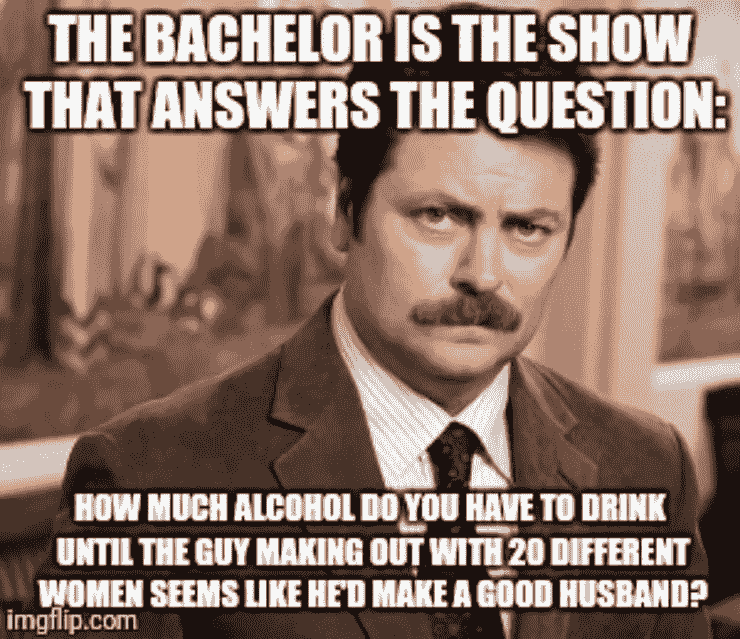 THE BACHELOR IS THE SHOW
THAT ANSWERS THE QUESTION:
HOW MUCH ALCOHOL DO YOU HAVE TO DRINK
UNTIL THE GUY MAKING OUT WITH 20 DIFFERENT
WOMEN SEEMS LIKE HE'D MAKE A GOOD HUSBAND?
imgflip.com